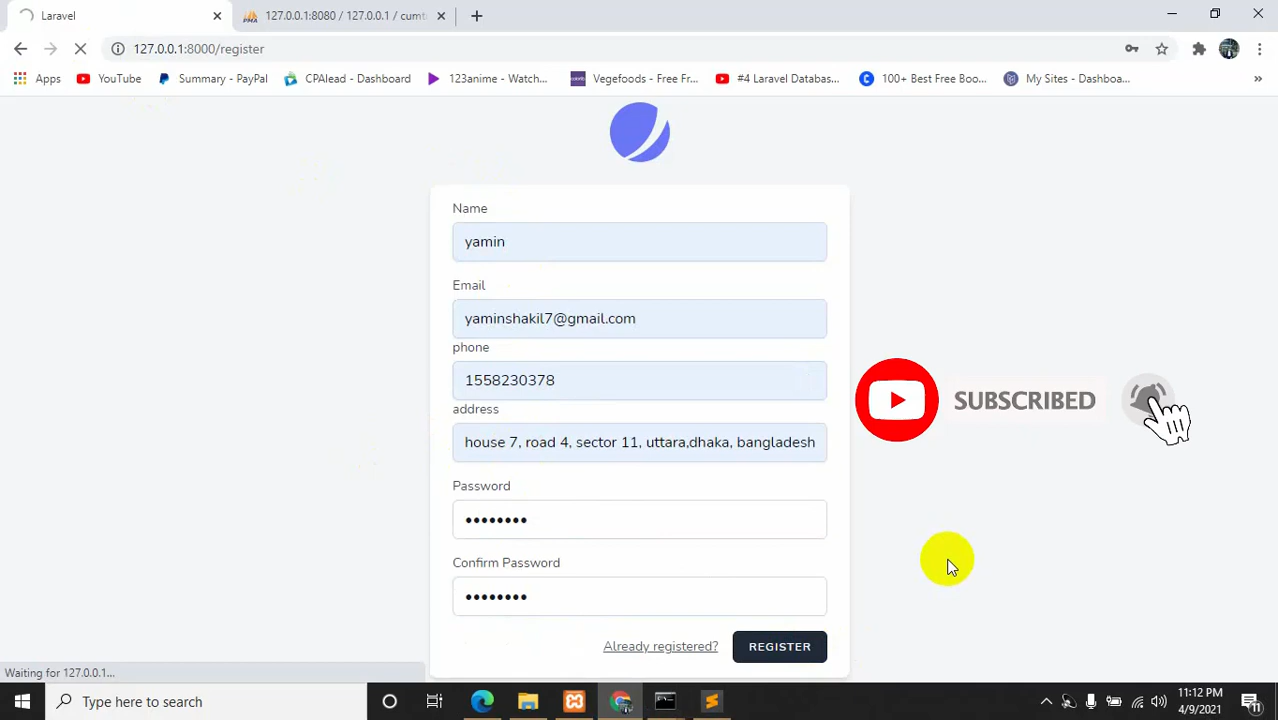 Laravel
127.0.0.1:8080 / 127.0.0.1 / cumt
127.0.0.1:8000/register
Apps
YouTube
Summary - PayPal
CPAlead - Dashboard
123anime - Watch...
Vegefoods - Free Fr...
#4 Laravel Databas...
100+ Best Free Boo...
My Sites - Dashboa...
»
Name
yamin
Email
yaminshakil7@gmail.com
phone
1558230378
address
house 7, road 4, sector 11, uttara,dhaka, bangladesh
SUBSCRIBED
Password
••••••••
Confirm Password
••••••••
Already registered?
REGISTER
Waiting for 127.0.0.1...
Type here to search
11:12 PM
4/9/2021
11